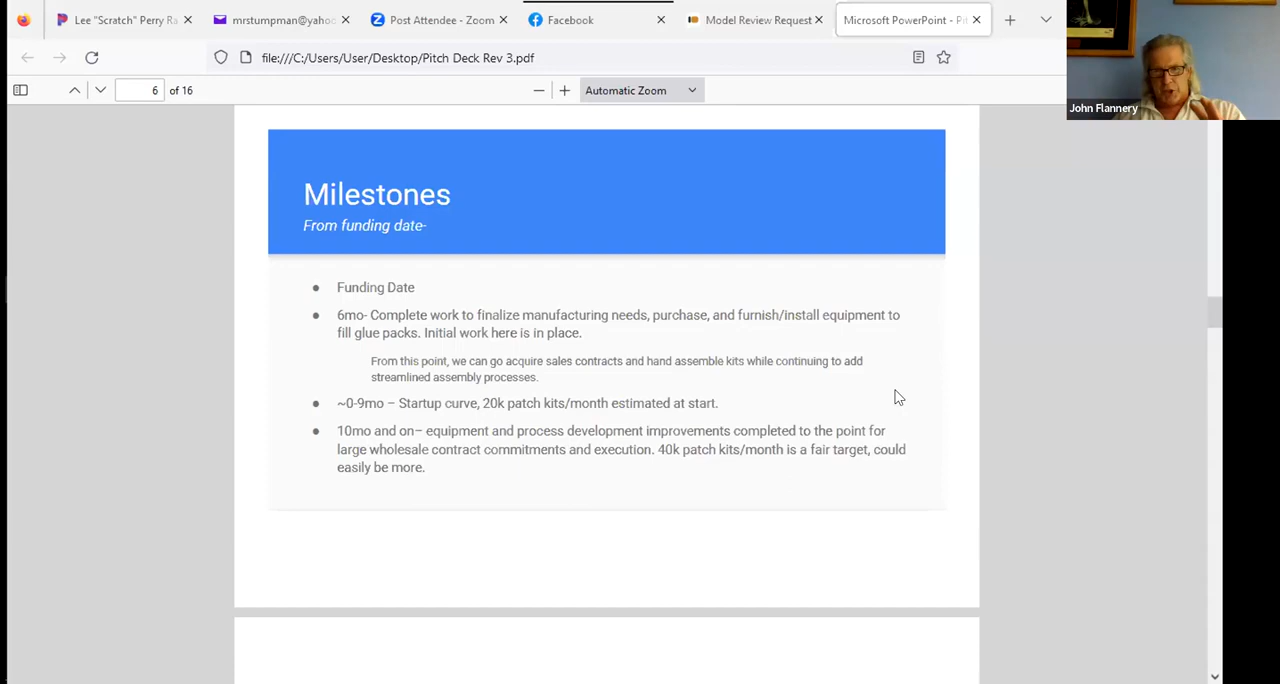 Lee "Scratch" Perry Ra
mrstumpman@yahoo
Post Attendee - Zoom
Facebook
Model Review Request
Microsoft PowerPoint - Pit
file:///C:/Users/User/Desktop/Pitch Deck Rev 3.pdf
6 of 16
Automatic Zoom
John Flannery
Milestones
From funding date-
Funding Date
6mo- Complete work to finalize manufacturing needs, purchase, and furnish/install equipment to
fill glue packs. Initial work here is in place.
From this point, we can go acquire sales contracts and hand assemble kits while continuing to add
streamlined assembly processes.
~0-9mo – Startup curve, 20k patch kits/month estimated at start.
10mo and on– equipment and process development improvements completed to the point for
large wholesale contract commitments and execution. 40k patch kits/month is a fair target, could
easily be more.